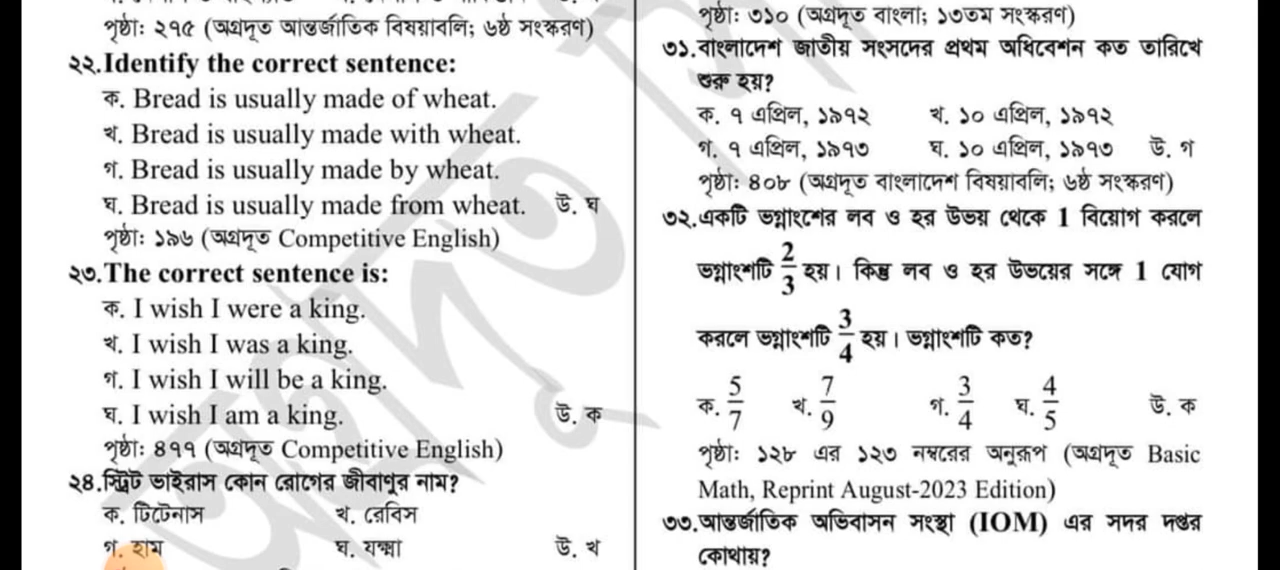 পৃষ্ঠা: ২৭৫ (অগ্রদূত আন্তর্জাতিক বিষয়াবলি; ৬ষ্ঠ সংস্করণ)
২২.Identify the correct sentence:
ক. Bread is usually made of wheat.
খ. Bread is usually made with wheat.
গ. Bread is usually made by wheat.
ঘ. Bread is usually made from wheat. উ. ঘ
পৃষ্ঠা: ১৯৬ (অগ্রদূত Competitive English)
২৩.The correct sentence is:
ক. I wish I were a king.
খ. I wish I was a king.
গ. I wish I will be a king.
ঘ. I wish I am a king. উ. ক
পৃষ্ঠা: ৪৭৭ (অগ্রদূত Competitive English)
২৪.স্ট্রিট ভাইরাস কোন রোগের জীবাণুর নাম?
ক. টিটেনাস খ. রেবিস
গ. হাম ঘ. যক্ষ্মা উ. খ
পৃষ্ঠা: ৩১০ (অগ্রদূত বাংলা; ১৩তম সংস্করণ)
৩১.বাংলাদেশ জাতীয় সংসদের প্রথম অধিবেশন কত তারিখে
শুরু হয়?
ক. ৭ এপ্রিল, ১৯৭২ খ. ১০ এপ্রিল, ১৯৭২
গ. ৭ এপ্রিল, ১৯৭৩ ঘ. ১০ এপ্রিল, ১৯৭৩ উ. গ
পৃষ্ঠা: ৪০৮ (অগ্রদূত বাংলাদেশ বিষয়াবলি; ৬ষ্ঠ সংস্করণ)
৩২.একটি ভগ্নাংশের লব ও হর উভয় থেকে 1 বিয়োগ করলে
ভগ্নাংশটি 2/3 হয়। কিন্তু লব ও হর উভয়ের সঙ্গে 1 যোগ
করলে ভগ্নাংশটি 3/4 হয়। ভগ্নাংশটি কত?
ক. 5/7 খ. 7/9 গ. 3/4 ঘ. 4/5 উ. ক
পৃষ্ঠা: ১২৮ এর ১২৩ নম্বরের অনুরূপ (অগ্রদূত Basic
Math, Reprint August-2023 Edition)
৩৩.আন্তর্জাতিক অভিবাসন সংস্থা (IOM) এর সদর দপ্তর
কোথায়?